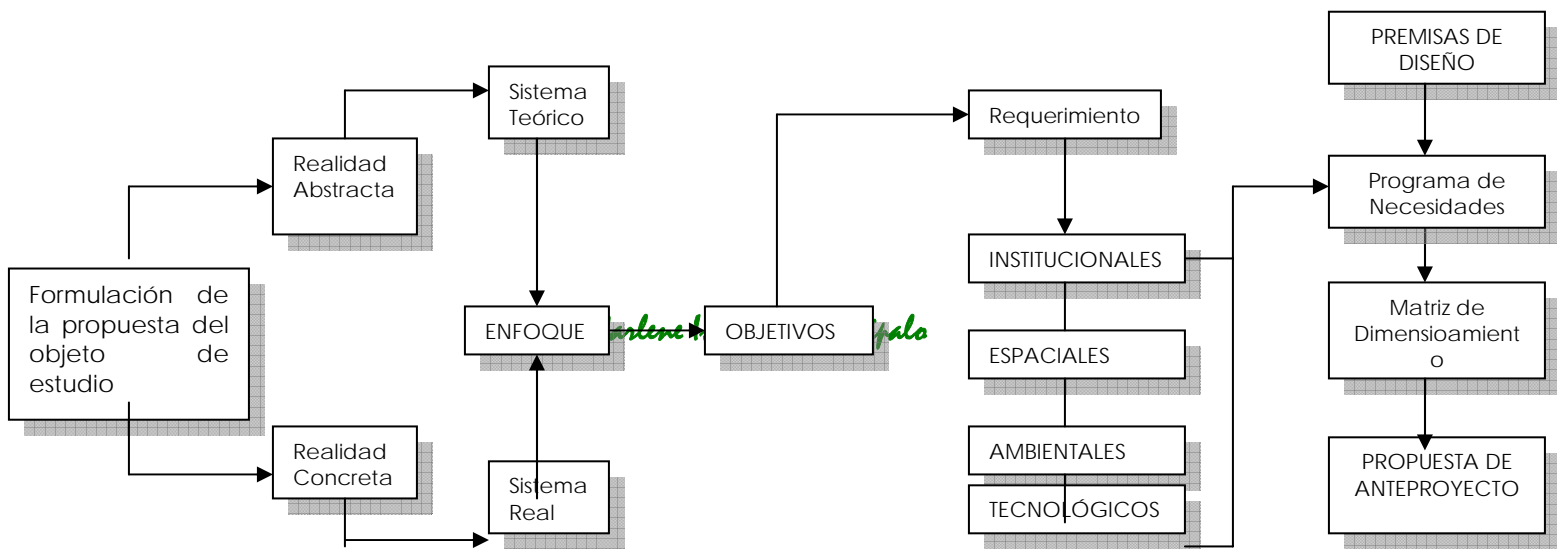 Formulación de
la propuesta del
objeto de
estudio
Realidad
Abstracta
Realidad
Concreta
Sistema
Teórico
ENFOQUE
Sistema
Real
OBJETIVOS
Requerimiento
INSTITUCIONALES
ESPACIALES
AMBIENTALES
TECNOLÓGICOS
PREMISAS DE
DISEÑO
Programa de
Necesidades
Matriz de
Dimensioamient
o
PROPUESTA DE
ANTEPROYECTO